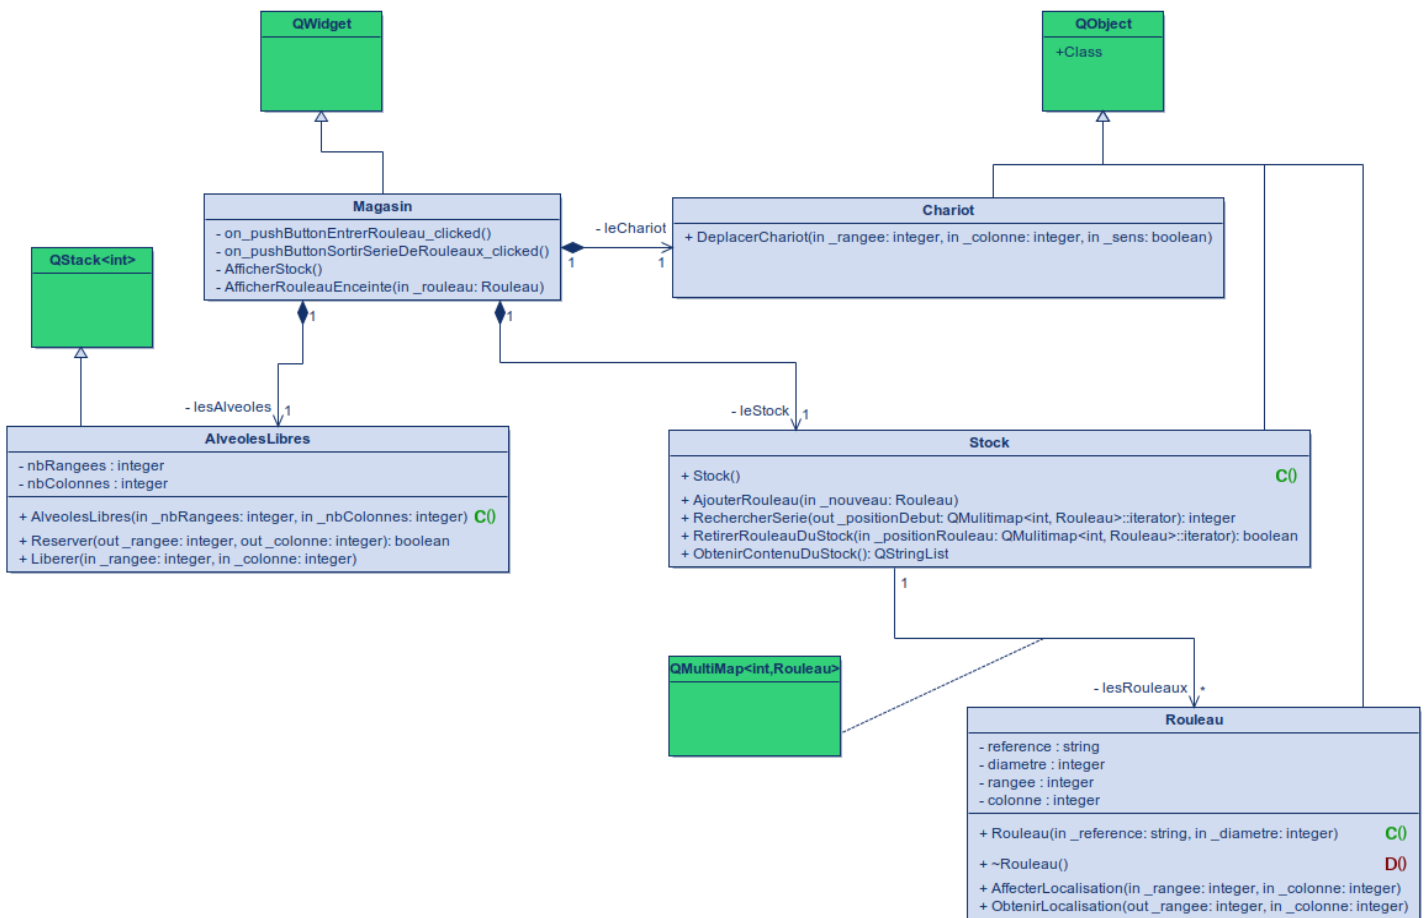 QWidget
QObject
+Class
Magasin
- on_pushButtonEntrerRouleau_clicked()
- on_pushButtonSortirSerieDeRouleaux_clicked()
- AfficherStock()
- AfficherRouleauEnceinte(in _rouleau: Rouleau)
- leChariot
1
1
Chariot
+ DeplacerChariot(in _rangee: integer, in _colonne: integer, in _sens: boolean)
QStack<int>
1
1
- lesAlveoles
1
- leStock
1
AlveolesLibres
- nbRangees : integer
- nbColonnes : integer
+ AlveolesLibres(in _nbRangees: integer, in _nbColonnes: integer) C()
+ Reserver(out _rangee: integer, out _colonne: integer): boolean
+ Liberer(in _rangee: integer, in _colonne: integer)
Stock
+ Stock() C()
+ AjouterRouleau(in _nouveau: Rouleau)
+ RechercherSerie(out _positionDebut: QMulitimap<int, Rouleau>::iterator): integer
+ RetirerRouleauDuStock(in _positionRouleau: QMulitimap<int, Rouleau>::iterator): boolean
+ ObtenirContenuDuStock(): QStringList
1
QMultiMap<int,Rouleau>
- lesRouleaux
*
Rouleau
- reference : string
- diametre : integer
- rangee : integer
- colonne : integer
+ Rouleau(in _reference: string, in _diametre: integer) C()
+ ~Rouleau() D()
+ AffecterLocalisation(in _rangee: integer, in _colonne: integer)
+ ObtenirLocalisation(out _rangee: integer, in _colonne: integer)